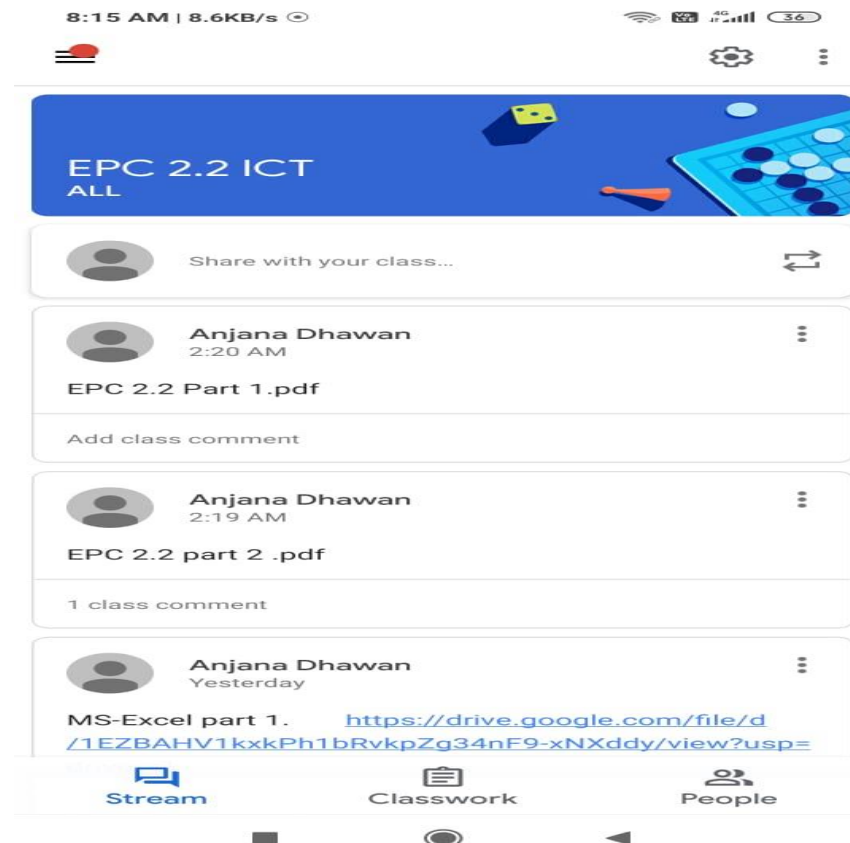 8:15 AM | 8.6KB/s
Vo LTE 4G 36
EPC 2.2 ICT
ALL
Share with your class...
Anjana Dhawan
2:20 AM
EPC 2.2 Part 1.pdf
Add class comment
Anjana Dhawan
2:19 AM
EPC 2.2 part 2 .pdf
1 class comment
Anjana Dhawan
Yesterday
MS-Excel part 1. https://drive.google.com/file/d
/1EZBAHV1kxkPh1bRvkpZg34nF9-xNXddy/view?usp=
Stream Classwork People